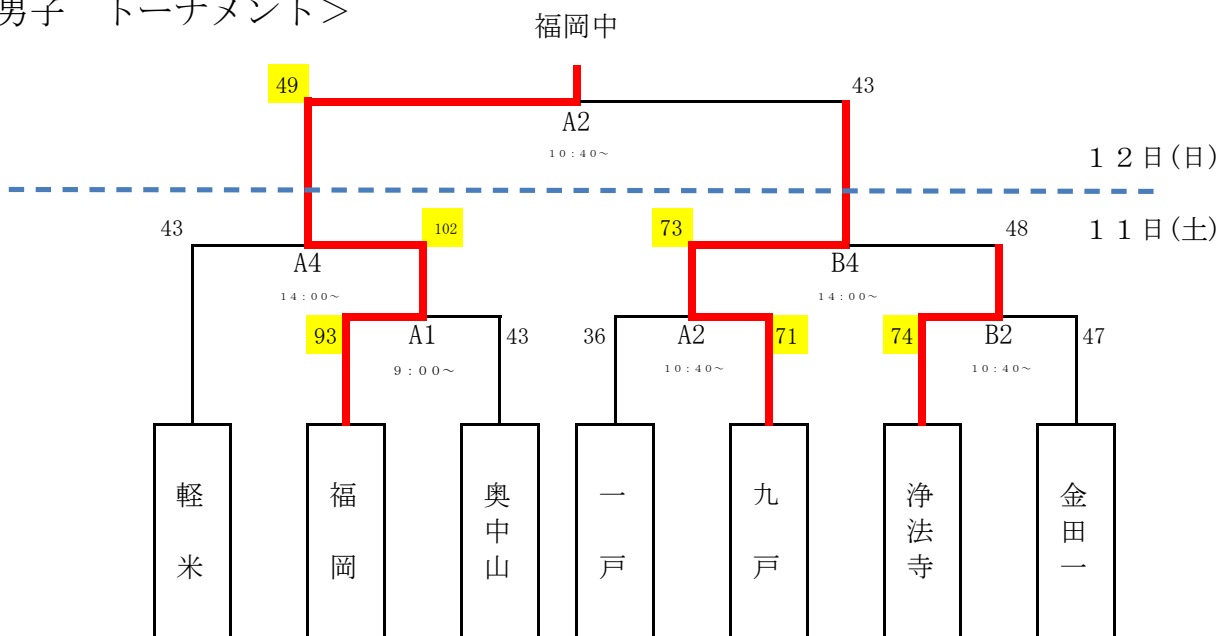 男子　トーナメント＞
福岡中
49
43
A2
10:40～
１２日(日)
43
102
73
48
１１日(土)
A4
14:00～
B4
14:00～
93
A1
43
36
A2
71
74
B2
47
9:00～
10:40～
10:40～
軽米
福岡
奥中山
一戸
九戸
浄法寺
金田一